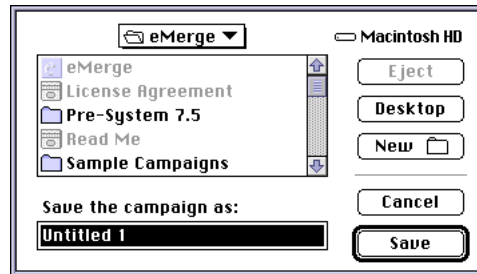 eMerge
Macintosh HD
eMerge
License Agreement
Pre-System 7.5
Read Me
Sample Campaigns
Eject
Desktop
New
Save the campaign as:
Untitled 1
Cancel
Save